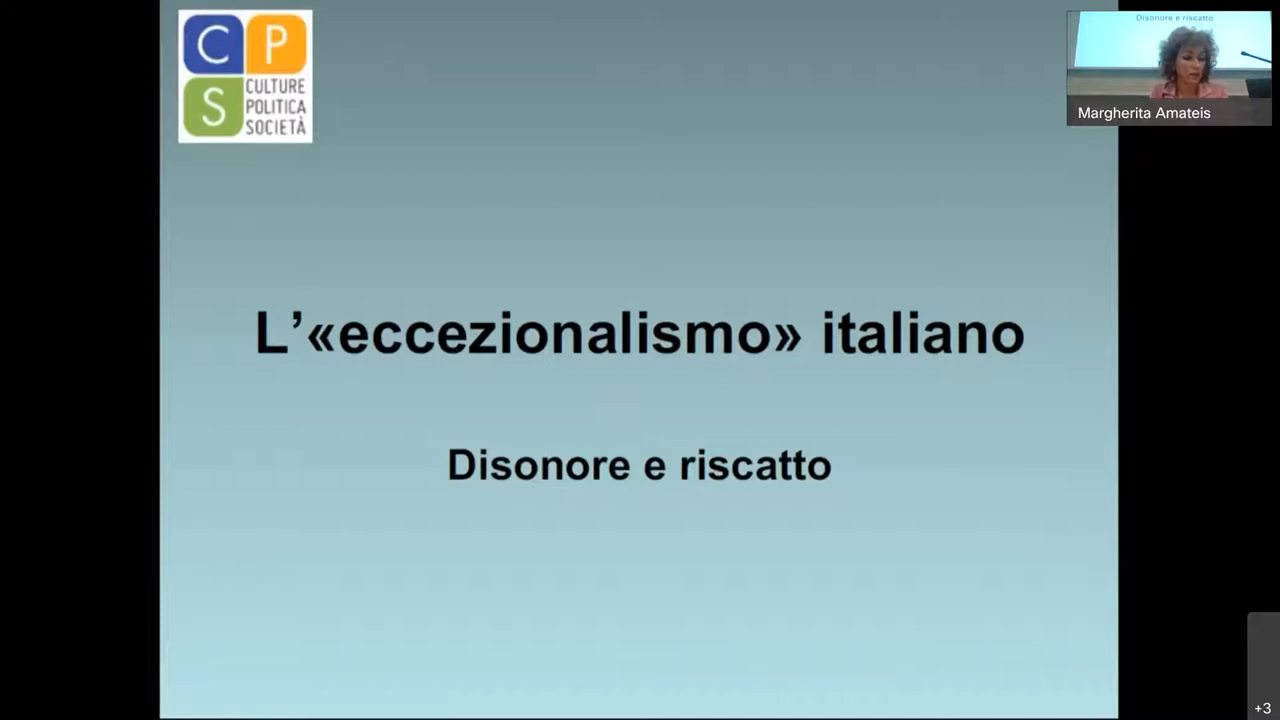 C P
S CULTURE
POLITICA
SOCIETÀ
Disonore e riscatto
Margherita Amateis
L’«eccezionalismo» italiano
Disonore e riscatto
+3